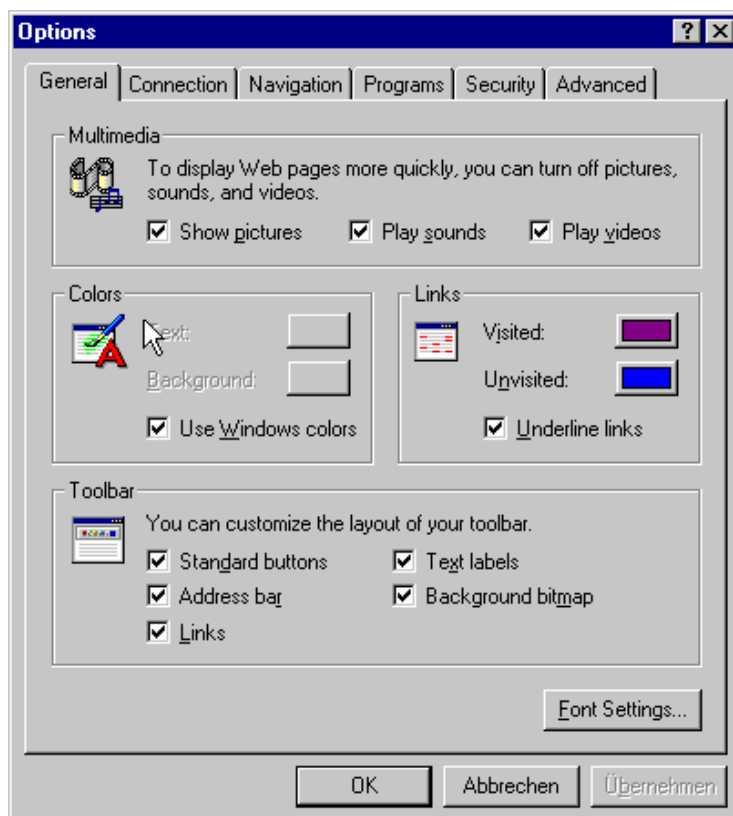 Options
General Connection Navigation Programs Security Advanced
Multimedia
To display Web pages more quickly, you can turn off pictures,
sounds, and videos.
Show pictures Play sounds Play videos
Colors
Links
Text:
Visited:
Background:
Unvisited:
Use Windows colors
Underline links
Toolbar
You can customize the layout of your toolbar.
Standard buttons Text labels
Address bar Background bitmap
Links
Font Settings...
OK Abbrechen Übernehmen